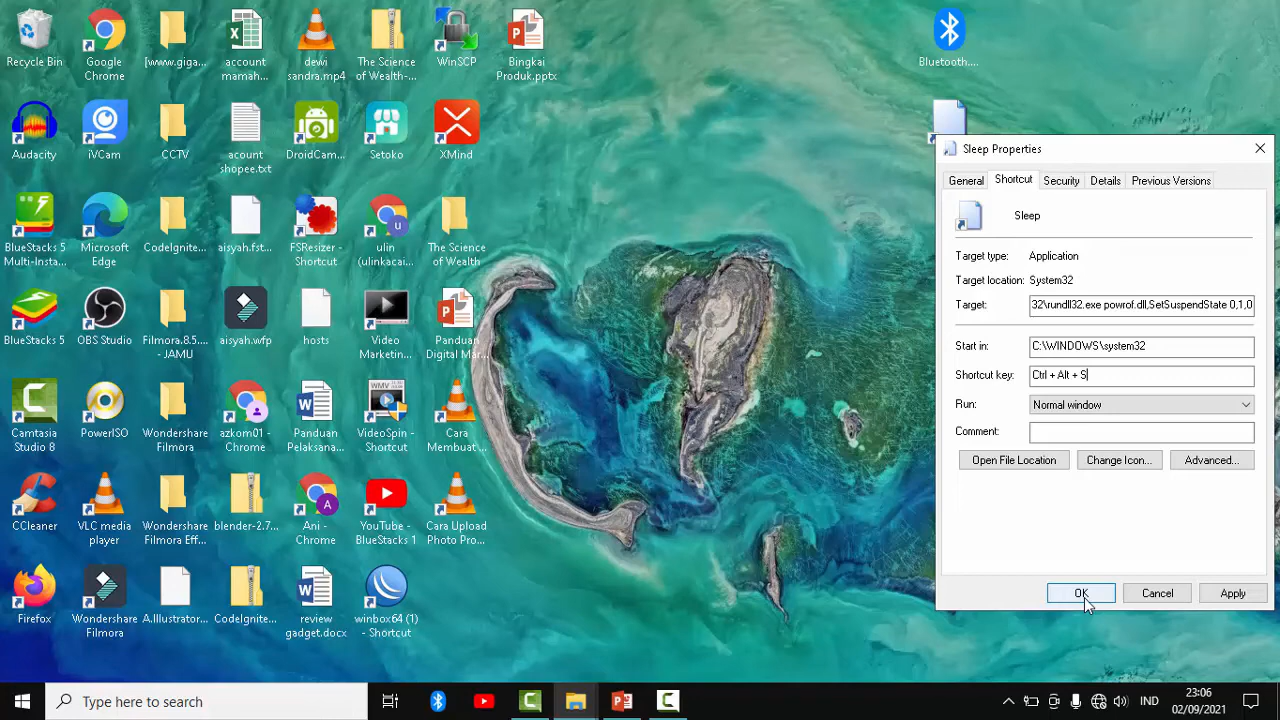 Recycle Bin
Google
Chrome
[www.giga...
account
mamah...
dewi
sandra.mp4
The Science
of Wealth-...
WinSCP
Bingkai
Produk.pptx
Bluetooth....
Audacity
iVCam
CCTV
acount
shopee.txt
DroidCam...
Setoko
XMind
BlueStacks 5
Multi-Insta...
Microsoft
Edge
CodeIgnite...
aisyah.fst...
FSResizer -
Shortcut
u
ulin
(ulinkacai...
The Science
of Wealth
BlueStacks 5
OBS Studio
Filmora.8.5....
- JAMU
aisyah.wfp
hosts
Video
Marketin...
Panduan
Digital Mar...
Camtasia
Studio 8
PowerISO
Wondershare
Filmora
azkom01 -
Chrome
Panduan
Pelaksana...
WMV
VideoSpin -
Shortcut
Cara
Membuat ...
CCleaner
VLC media
player
Wondershare
Filmora Eff...
blender-2.7...
A
Ani -
Chrome
YouTube -
BlueStacks 1
Cara Upload
Photo Pro...
Firefox
Wondershare
Filmora
A.Illustrator...
CodeIgnite...
review
gadget.docx
winbox64 (1)
- Shortcut
Sleep Properties
General
Shortcut
Security
Details
Previous Versions
Sleep
Target type: Application
Target location: System32
Target: 32\rundll32.exe powrof.dll,SetSuspendState 0,1,0
Start in: C:\WINDOWS\system32
Shortcut key: Ctrl + Alt + S
Run: Normal window
Comment:
Open File Location
Change Icon...
Advanced...
OK
Cancel
Apply
Type here to search
IND
23:06
02/09/2021